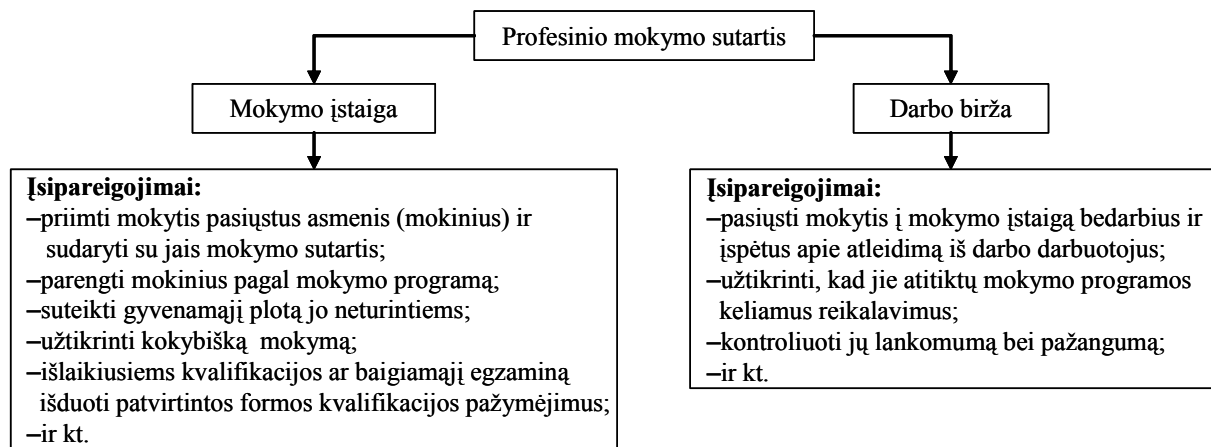 Profesinio mokymo sutartis
Mokymo įstaiga
Darbo birža
Įsipareigojimai:
–priimti mokytis pasiųstus asmenis (mokinius) ir
sudaryti su jais mokymo sutartis;
–parengti mokinius pagal mokymo programą;
–suteikti gyvenamąjį plotą jo neturintiems;
–užtikrinti kokybišką mokymą;
–išlaikiusiems kvalifikacijos ar baigiamąjį egzaminą
išduoti patvirtintos formos kvalifikacijos pažymėjimus;
–ir kt.
Įsipareigojimai:
–pasiųsti mokytis į mokymo įstaigą bedarbius ir
įspėtus apie atleidimą iš darbo darbuotojus;
–užtikrinti, kad jie atitiktų mokymo programos
keliamus reikalavimus;
–kontroliuoti jų lankomumą bei pažangumą;
–ir kt.